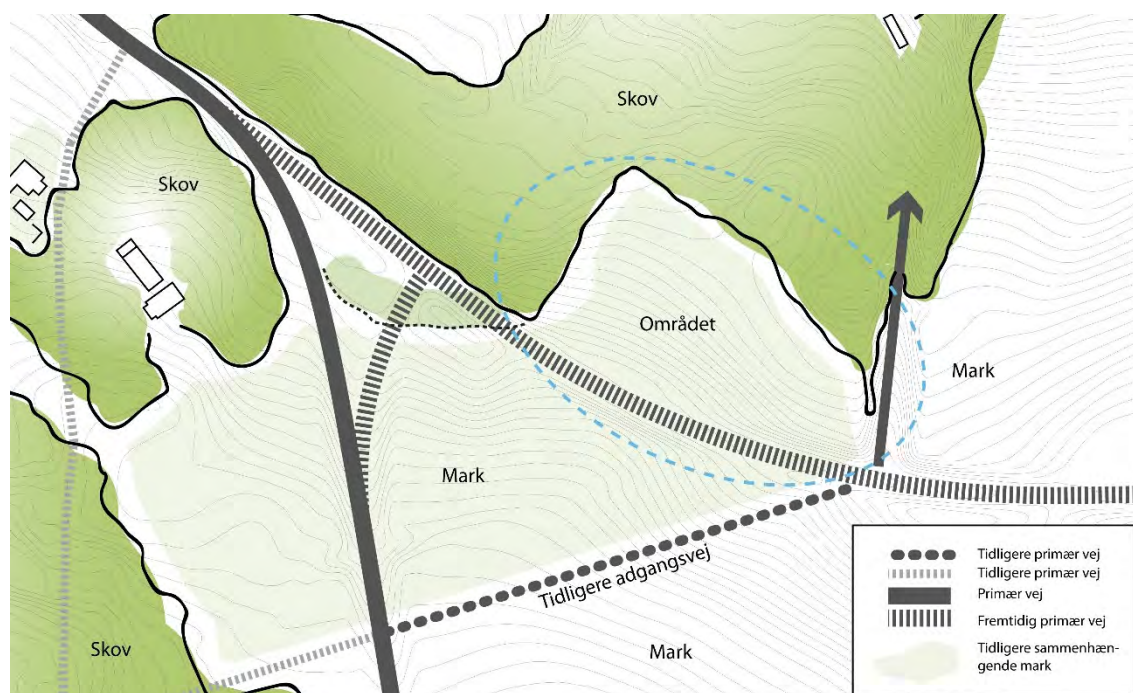 Skov
Skov
Området
Mark
Mark
Tidligere adgangsvej
Skov
Mark
Tidligere primær vej
Tidligere primær vej
Primær vej
Fremtidig primær vej
Tidligere sammenhæn-
gende mark